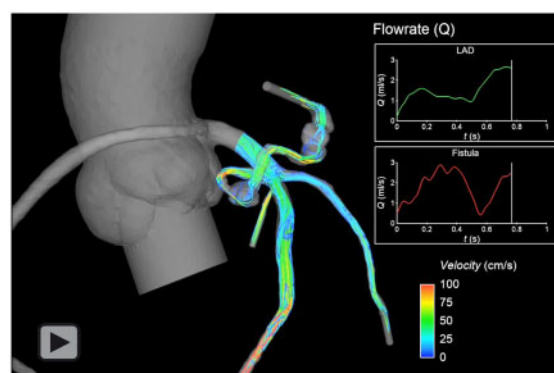 Flowrate (Q)
LAD
Q (ml/s)
3
2
1
0
0 0.2 0.4 0.6 0.8 1
t (s)
Fistula
Q (ml/s)
3
2
1
0
0 0.2 0.4 0.6 0.8 1
t (s)
Velocity (cm/s)
100
75
50
25
0